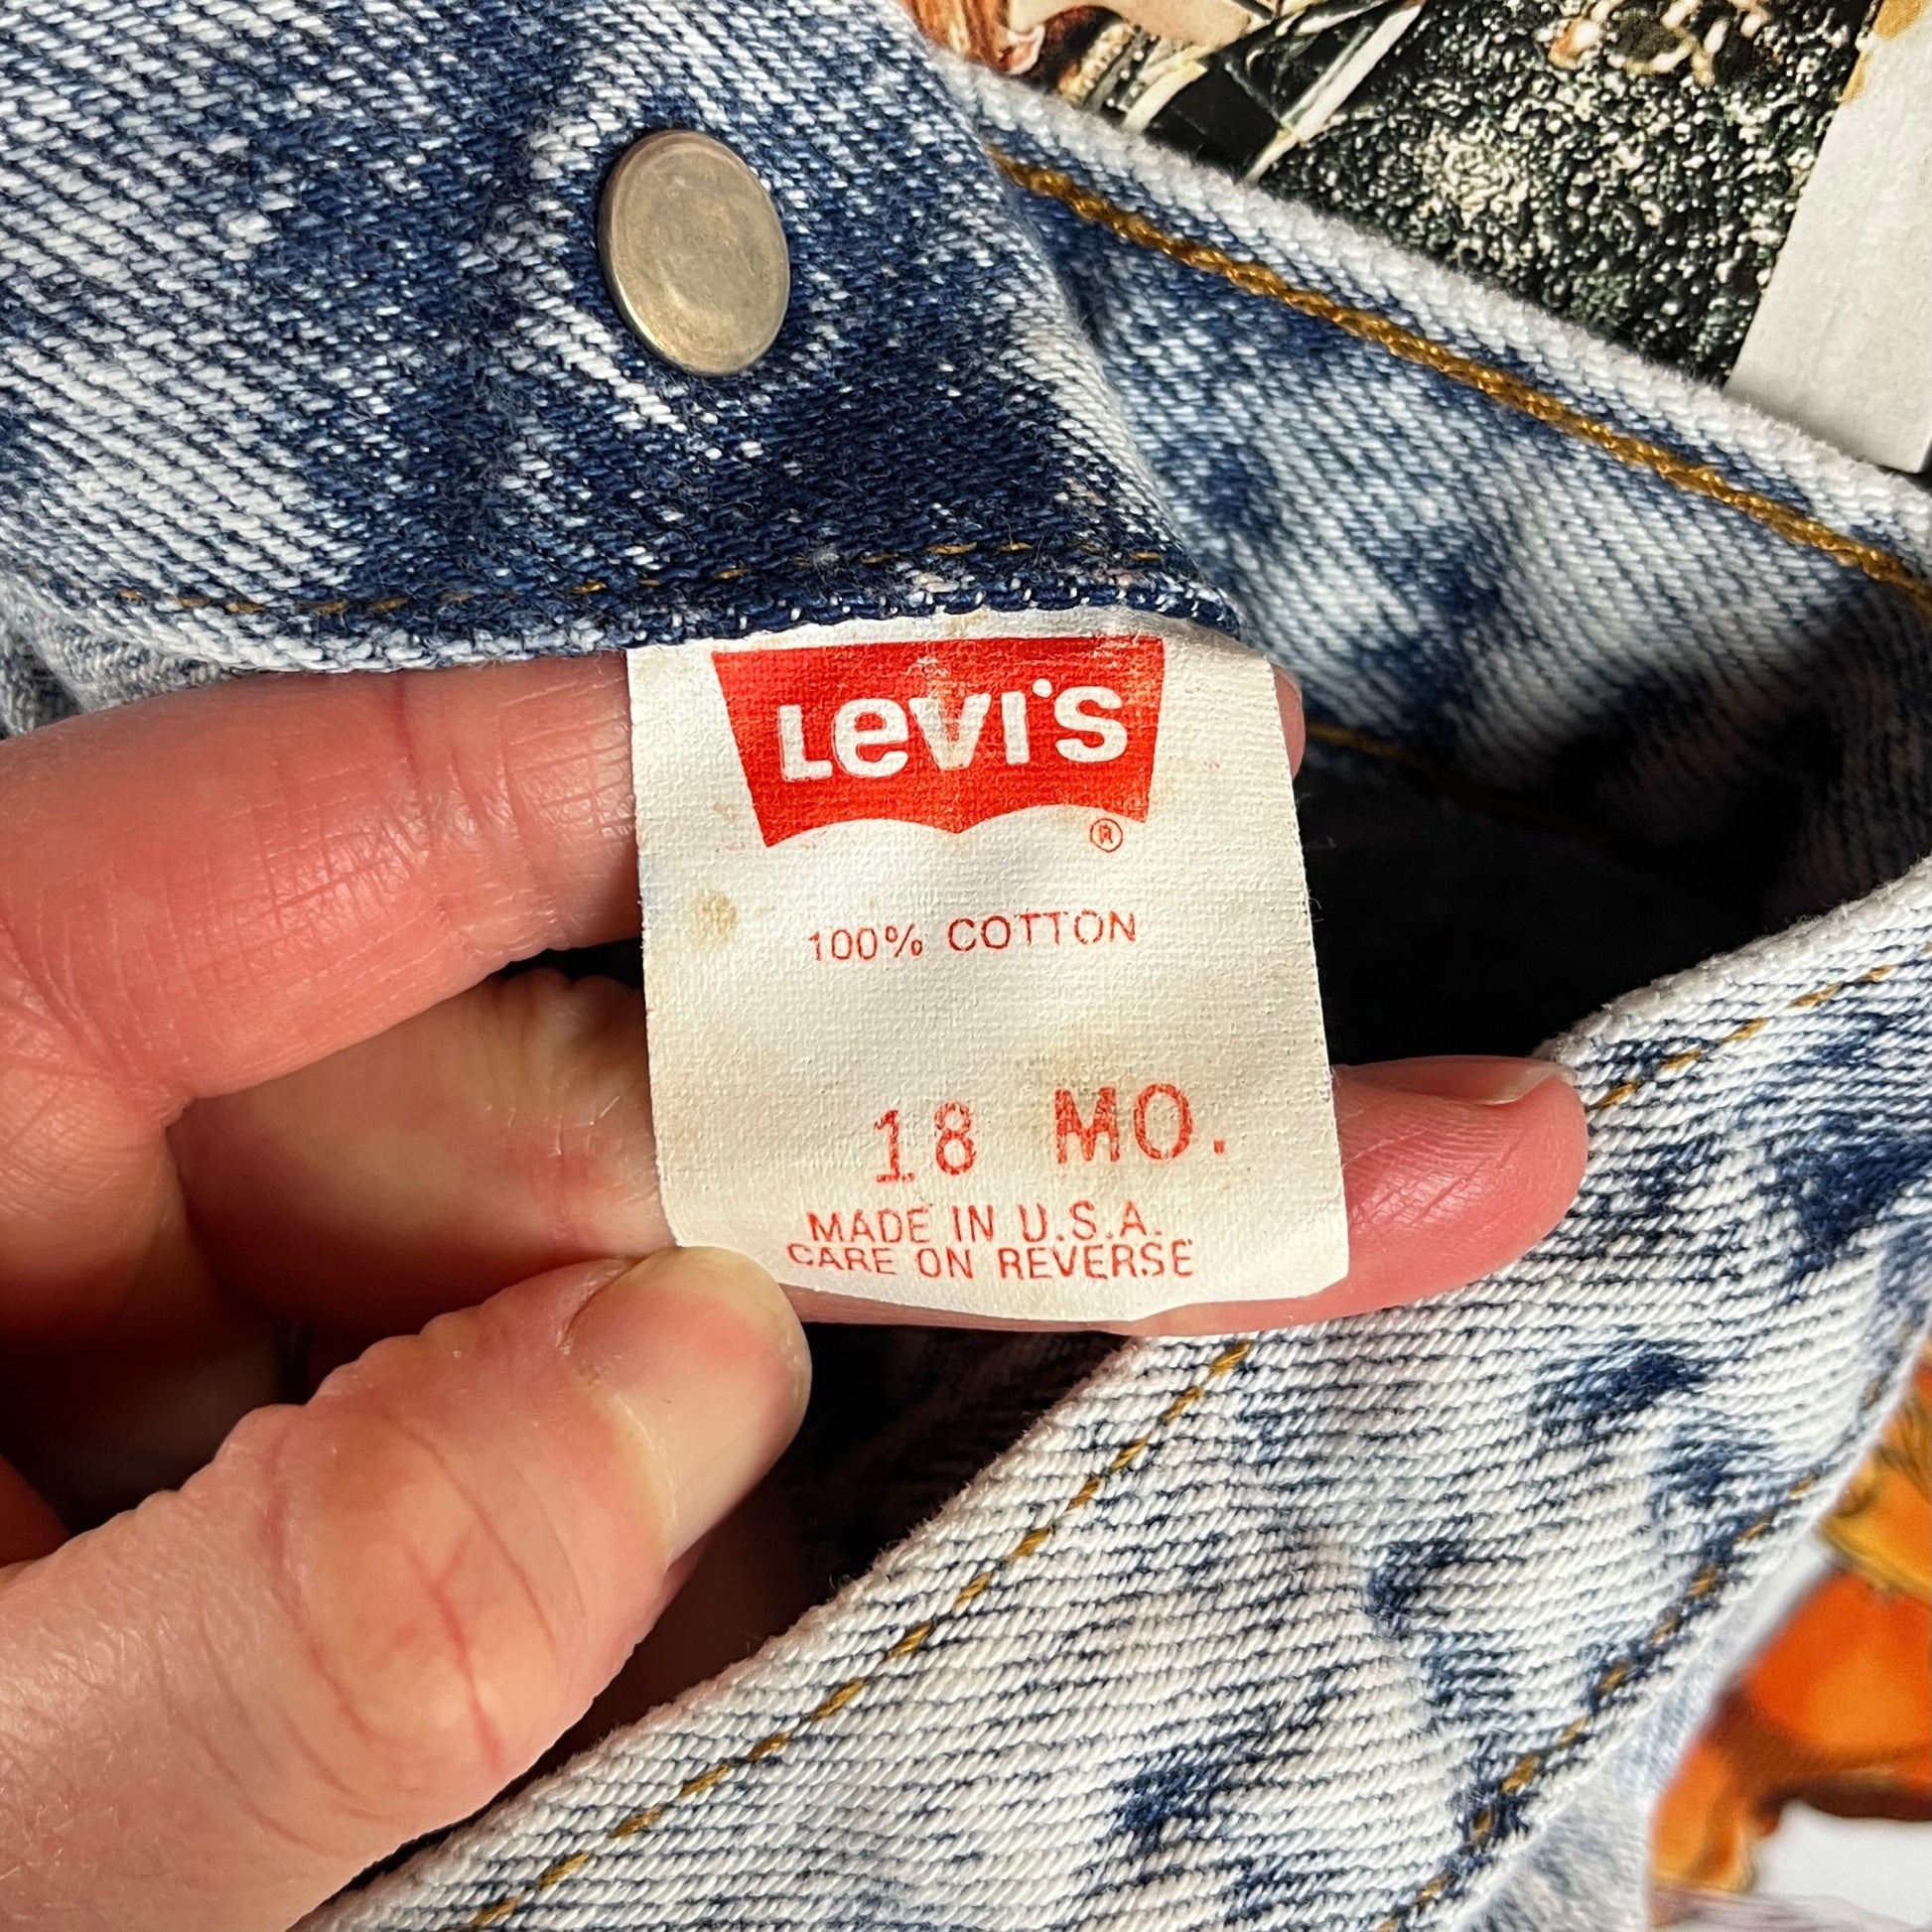 Levi's
®
100% COTTON
18 MO.
MADE IN U.S.A.
CARE ON REVERSE